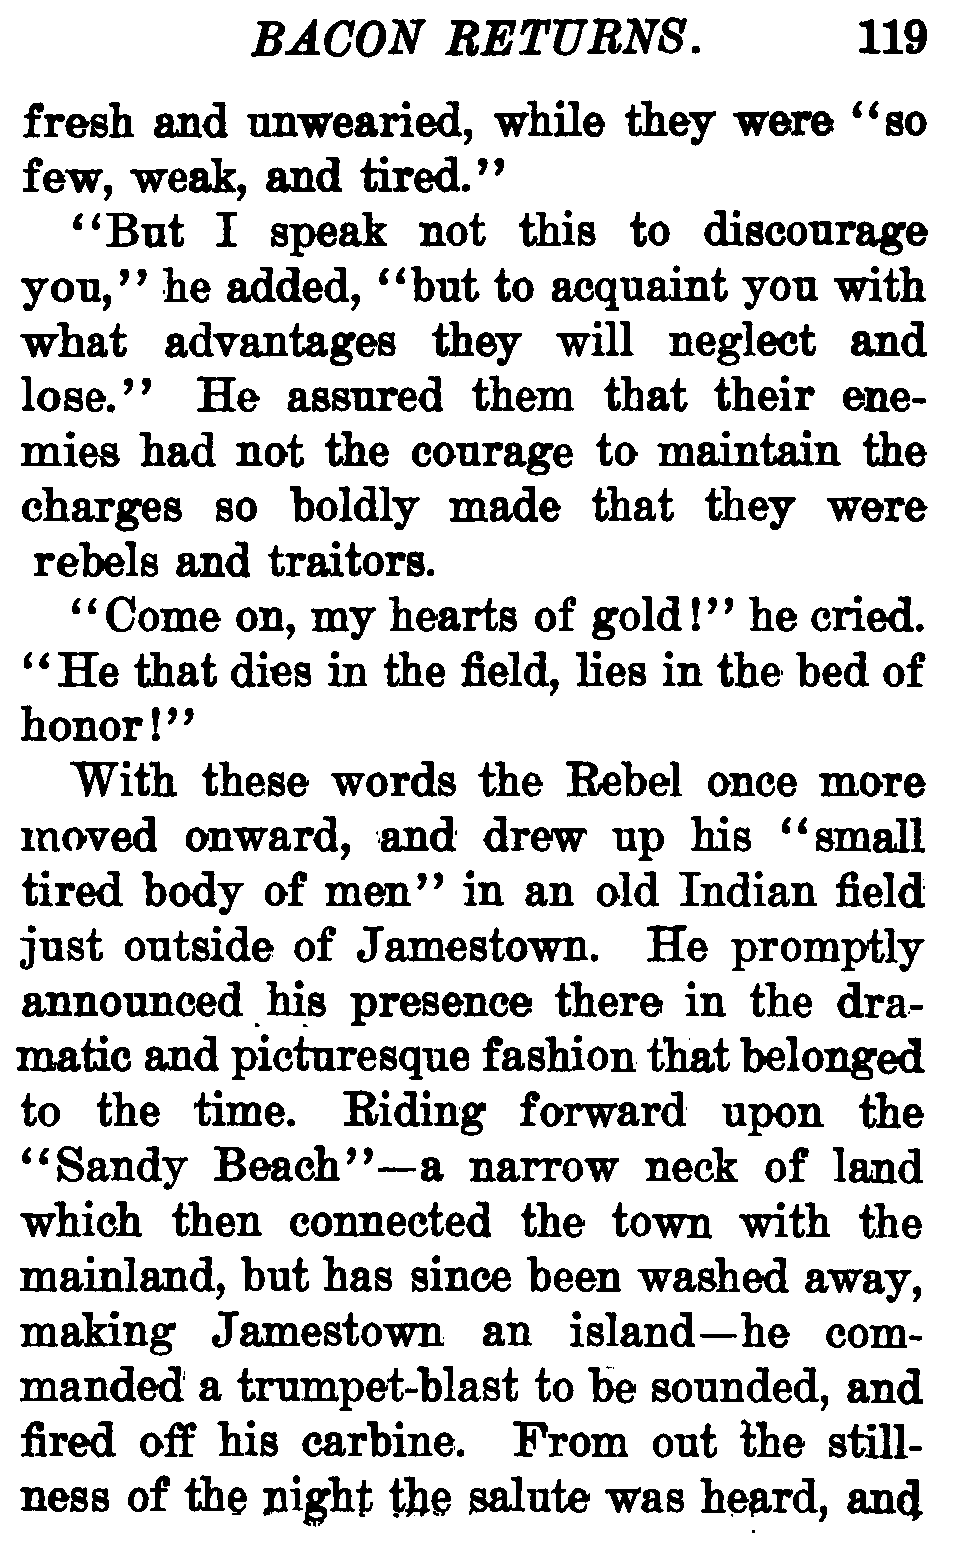 BACON RETURNS. 119
fresh and unwearied, while they were "so
few, weak, and tired."
"But I speak not this to discourage
you," he added, "but to acquaint you with
what advantages they will neglect and
lose." He assured them that their ene-
mies had not the courage to maintain the
charges so boldly made that they were
rebels and traitors.
"Come on, my hearts of gold!" he cried.
"He that dies in the field, lies in the bed of
honor!"
With these words the Rebel once more
moved onward, and drew up his "small
tired body of men" in an old Indian field
just outside of Jamestown. He promptly
announced his presence there in the dra-
matic and picturesque fashion that belonged
to the time. Riding forward upon the
"Sandy Beach"—a narrow neck of land
which then connected the town with the
mainland, but has since been washed away,
making Jamestown an island—he com-
manded a trumpet-blast to be sounded, and
fired off his carbine. From out the still-
ness of the night the salute was heard, and